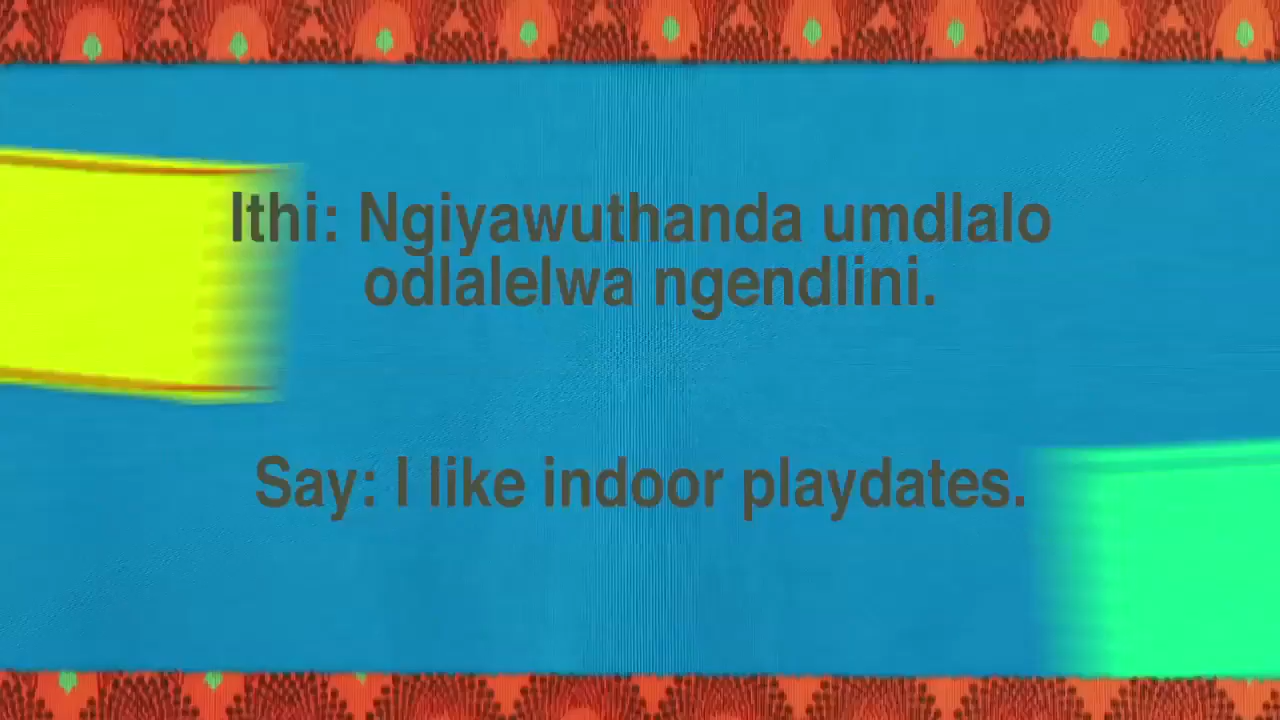 Ithi: Ngiyawuthanda umdlalo
odlalelwa ngendlini.
Say: I like indoor playdates.